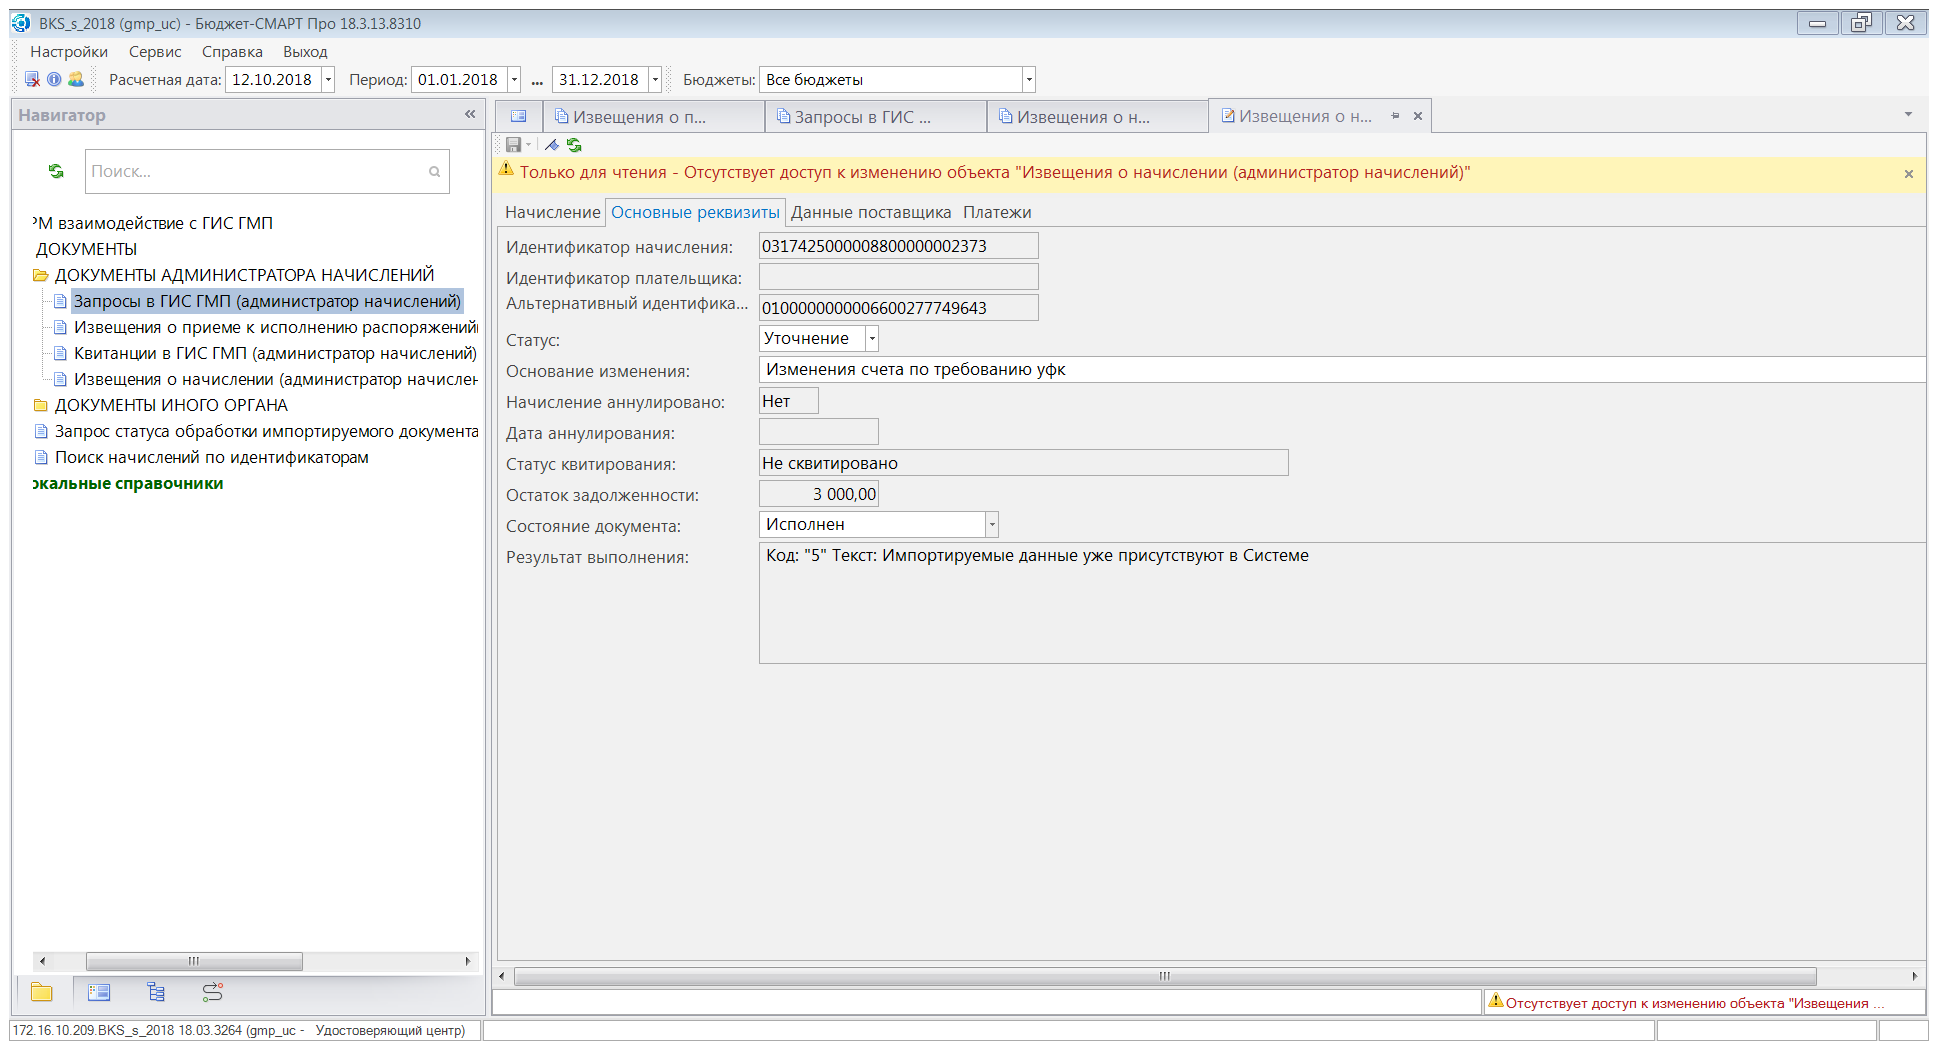 BKS_s_2018 (gmp_uc) - Бюджет-СМАРТ Про 18.3.13.8310
Настройки Сервис Справка Выход
Расчетная дата: 12.10.2018 Период: 01.01.2018 ... 31.12.2018 Бюджеты: Все бюджеты
Навигатор «
Поиск...
РМ взаимодействие с ГИС ГМП
ДОКУМЕНТЫ
ДОКУМЕНТЫ АДМИНИСТРАТОРА НАЧИСЛЕНИЙ
Запросы в ГИС ГМП (администратор начислений)
Извещения о приеме к исполнению распоряжений
Квитанции в ГИС ГМП (администратор начислений)
Извещения о начислении (администратор начислен
ДОКУМЕНТЫ ИНОГО ОРГАНА
Запрос статуса обработки импортируемого документа
Поиск начислений по идентификаторам
окальные справочники
Извещения о п... Запросы в ГИС ... Извещения о н... Извещения о н...
Только для чтения - Отсутствует доступ к изменению объекта "Извещения о начислении (администратор начислений)"
Начисление Основные реквизиты Данные поставщика Платежи
Идентификатор начисления: 0317425000008800000002373
Идентификатор плательщика:
Альтернативный идентифика... 0100000000006600277749643
Статус: Уточнение
Основание изменения: Изменения счета по требованию уфк
Начисление аннулировано: Нет
Дата аннулирования:
Статус квитирования: Не сквитировано
Остаток задолженности: 3 000,00
Состояние документа: Исполнен
Результат выполнения: Код: "5" Текст: Импортируемые данные уже присутствуют в Системе
Отсутствует доступ к изменению объекта "Извещения ...
172.16.10.209.BKS_s_2018 18.03.3264 (gmp_uc - Удостоверяющий центр)